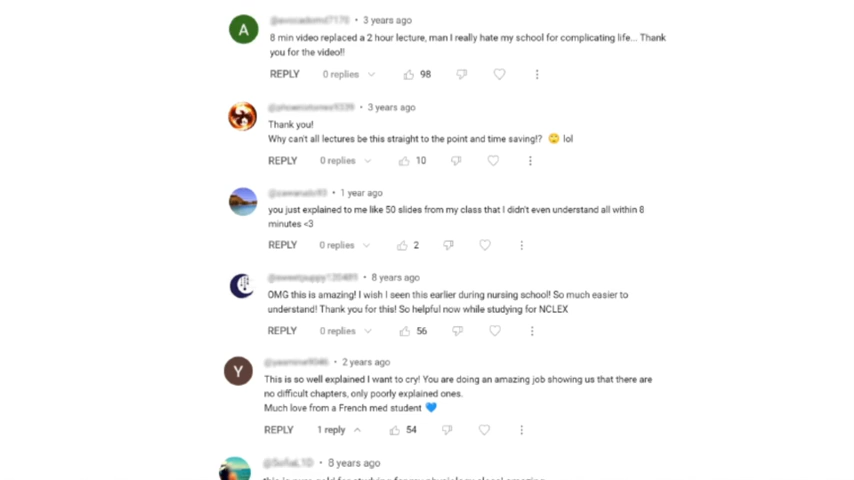 • 3 years ago
8 min video replaced a 2 hour lecture, man I really hate my school for complicating life... Thank
you for the video!!
REPLY 0 replies 98
A
• 3 years ago
Thank you!
Why can't all lectures be this straight to the point and time saving!? 🙄 lol
REPLY 0 replies 10
• 1 year ago
you just explained to me like 50 slides from my class that I didn't even understand all within 8
minutes <3
REPLY 0 replies 2
• 8 years ago
OMG this is amazing! I wish I seen this earlier during nursing school! So much easier to
understand! Thank you for this! So helpful now while studying for NCLEX
REPLY 0 replies 56
• 2 years ago
Y
This is so well explained I want to cry! You are doing an amazing job showing us that there are
no difficult chapters, only poorly explained ones.
Much love from a French med student 💙
REPLY 1 reply 54
• 8 years ago